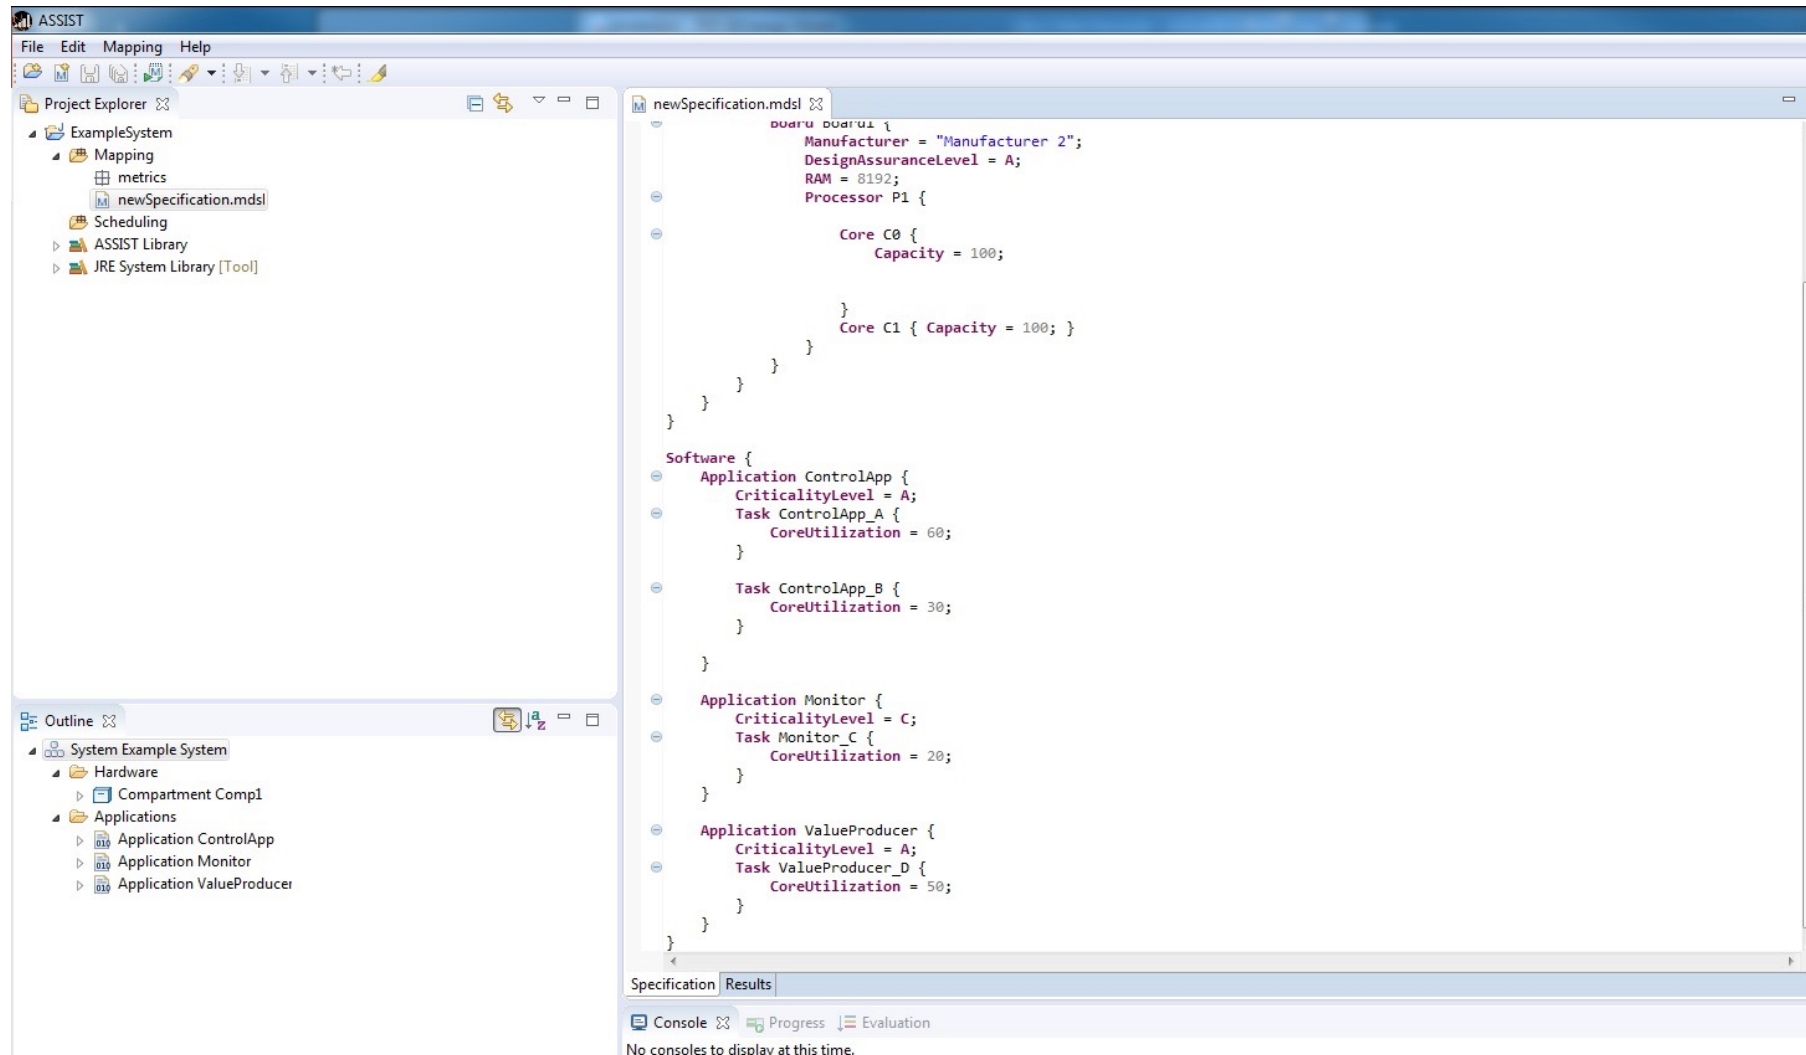 ASSIST
File Edit Mapping Help
Project Explorer
ExampleSystem
Mapping
metrics
newSpecification.mdsl
Scheduling
ASSIST Library
JRE System Library [Tool]
Outline
System Example System
Hardware
Compartment Comp1
Applications
Application ControlApp
Application Monitor
Application ValueProducer
newSpecification.mdsl
Board Board1 {
Manufacturer = "Manufacturer 2";
DesignAssuranceLevel = A;
RAM = 8192;
Processor P1 {
Core C0 {
Capacity = 100;
}
Core C1 { Capacity = 100; }
}
}
}
}
}
Software {
Application ControlApp {
CriticalityLevel = A;
Task ControlApp_A {
CoreUtilization = 60;
}
Task ControlApp_B {
CoreUtilization = 30;
}
}
Application Monitor {
CriticalityLevel = C;
Task Monitor_C {
CoreUtilization = 20;
}
}
Application ValueProducer {
CriticalityLevel = A;
Task ValueProducer_D {
CoreUtilization = 50;
}
}
}
Specification Results
Console Progress Evaluation
No consoles to display at this time.